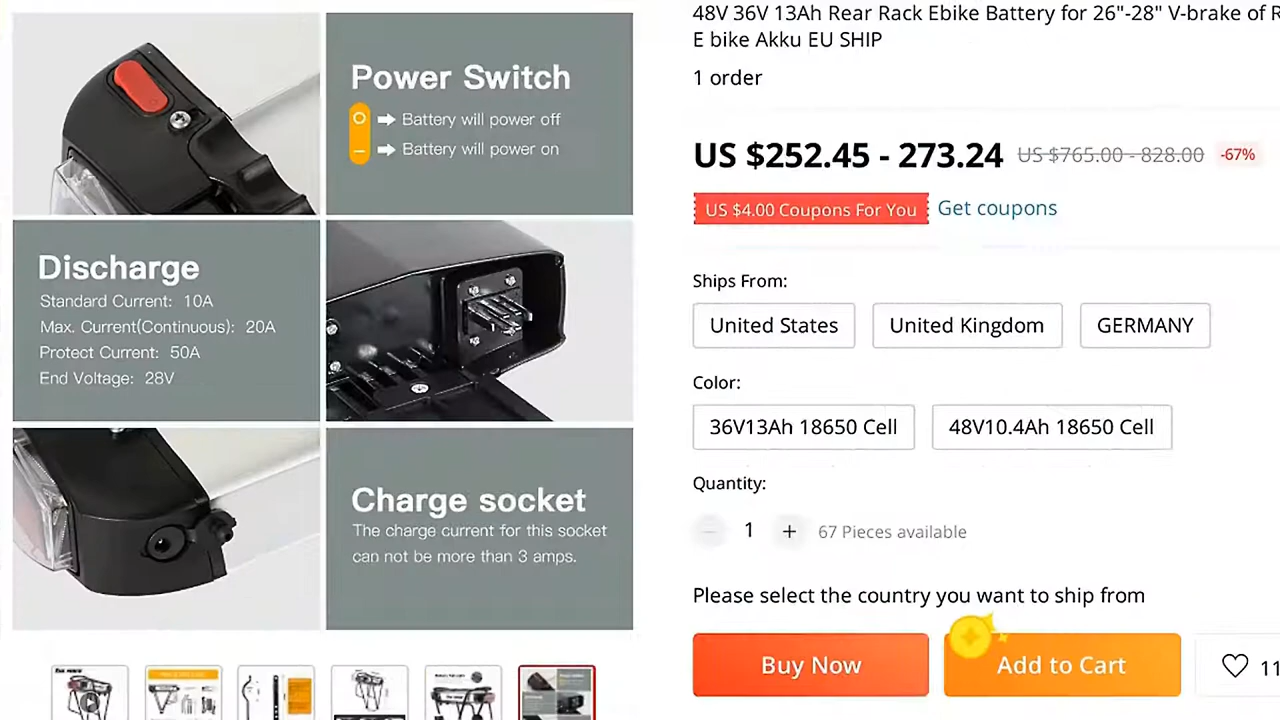 Power Switch
Battery will power off
Battery will power on
Discharge
Standard Current: 10A
Max. Current(Continuous): 20A
Protect Current: 50A
End Voltage: 28V
Charge socket
The charge current for this socket
can not be more than 3 amps.
48V 36V 13Ah Rear Rack Ebike Battery for 26"-28" V-brake of
E bike Akku EU SHIP
1 order
US $252.45 - 273.24 US $765.00 - 828.00 -67%
US $4.00 Coupons For You Get coupons
Ships From:
United States United Kingdom GERMANY
Color:
36V13Ah 18650 Cell 48V10.4Ah 18650 Cell
Quantity:
− 1 + 67 Pieces available
Please select the country you want to ship from
Buy Now Add to Cart 11